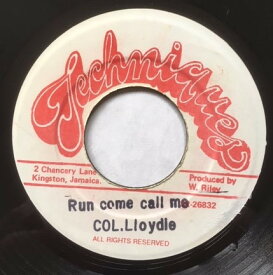 Techniques
2 Chancery Lane
Kingston, Jamaica.
Produced by
W. Riley
26832
Run come call me
COL.Lloydie
ALL RIGHTS RESERVED